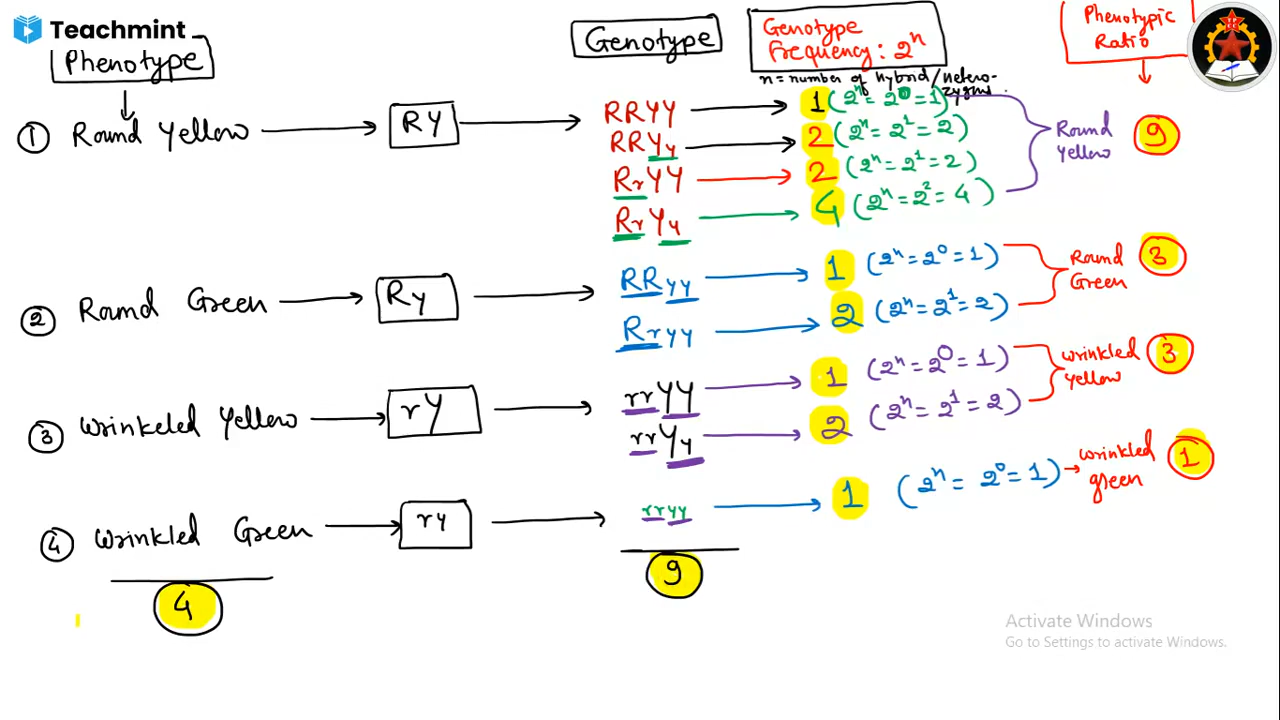 Teachmint
Phenotype
Genotype
Genotype
Frequency: 2ⁿ
n = number of hybrid/hetero-
zygous.
Phenotypic
Ratio
① Round Yellow RY
RRYY 1 (2ⁿ = 2⁰ = 1)
RRYy 2 (2ⁿ = 2¹ = 2)
RrYY 2 (2ⁿ = 2¹ = 2)
RrYy 4 (2ⁿ = 2² = 4)
Round
Yellow
9
② Round Green Ry
RRyy 1 (2ⁿ = 2⁰ = 1)
Rryy 2 (2ⁿ = 2¹ = 2)
Round
Green
3
③ Wrinkeled Yellow rY
rrYY 1 (2ⁿ = 2⁰ = 1)
rrYy 2 (2ⁿ = 2¹ = 2)
Wrinkled
Yellow
3
④ Wrinkled Green ry
rryy 1 (2ⁿ = 2⁰ = 1)
Wrinkled
green
1
4
9
Activate Windows
Go to Settings to activate Windows.